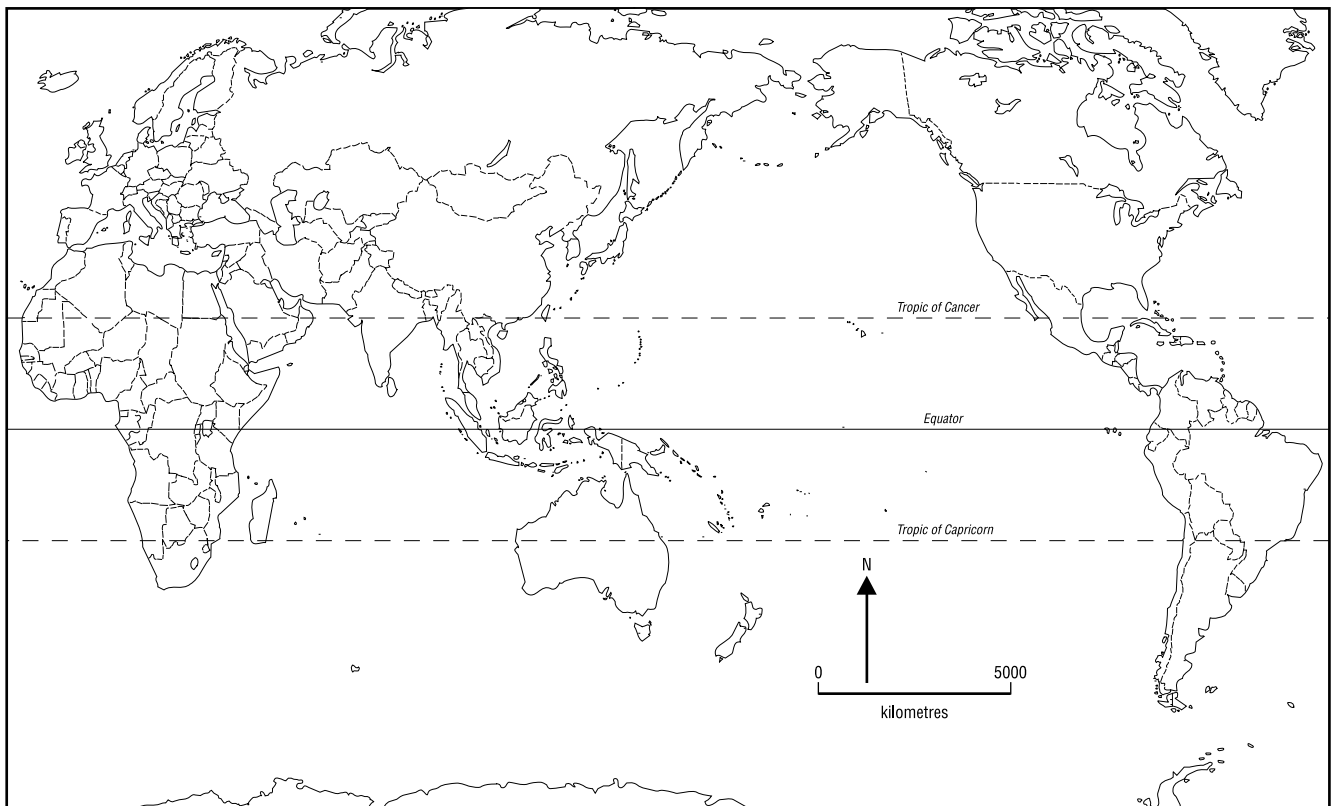 Tropic of Cancer
Equator
Tropic of Capricorn
N
0 5000
kilometres